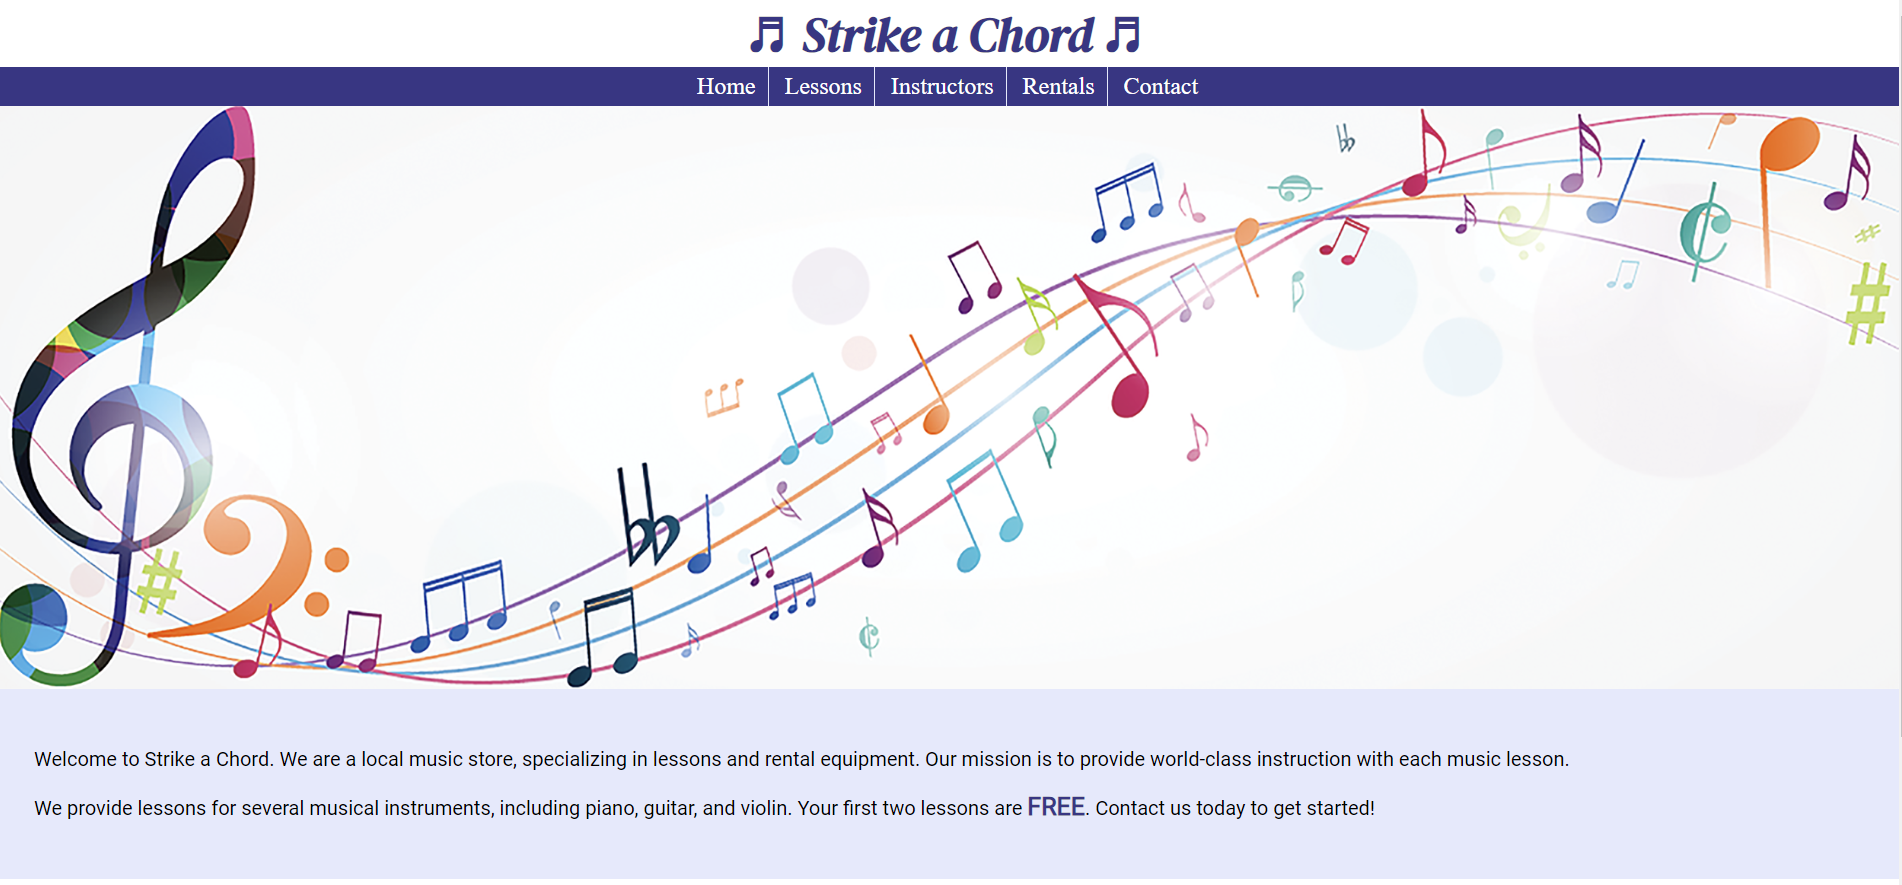 ♬ Strike a Chord ♬
Home Lessons Instructors Rentals Contact
Welcome to Strike a Chord. We are a local music store, specializing in lessons and rental equipment. Our mission is to provide world-class instruction with each music lesson.
We provide lessons for several musical instruments, including piano, guitar, and violin. Your first two lessons are FREE. Contact us today to get started!